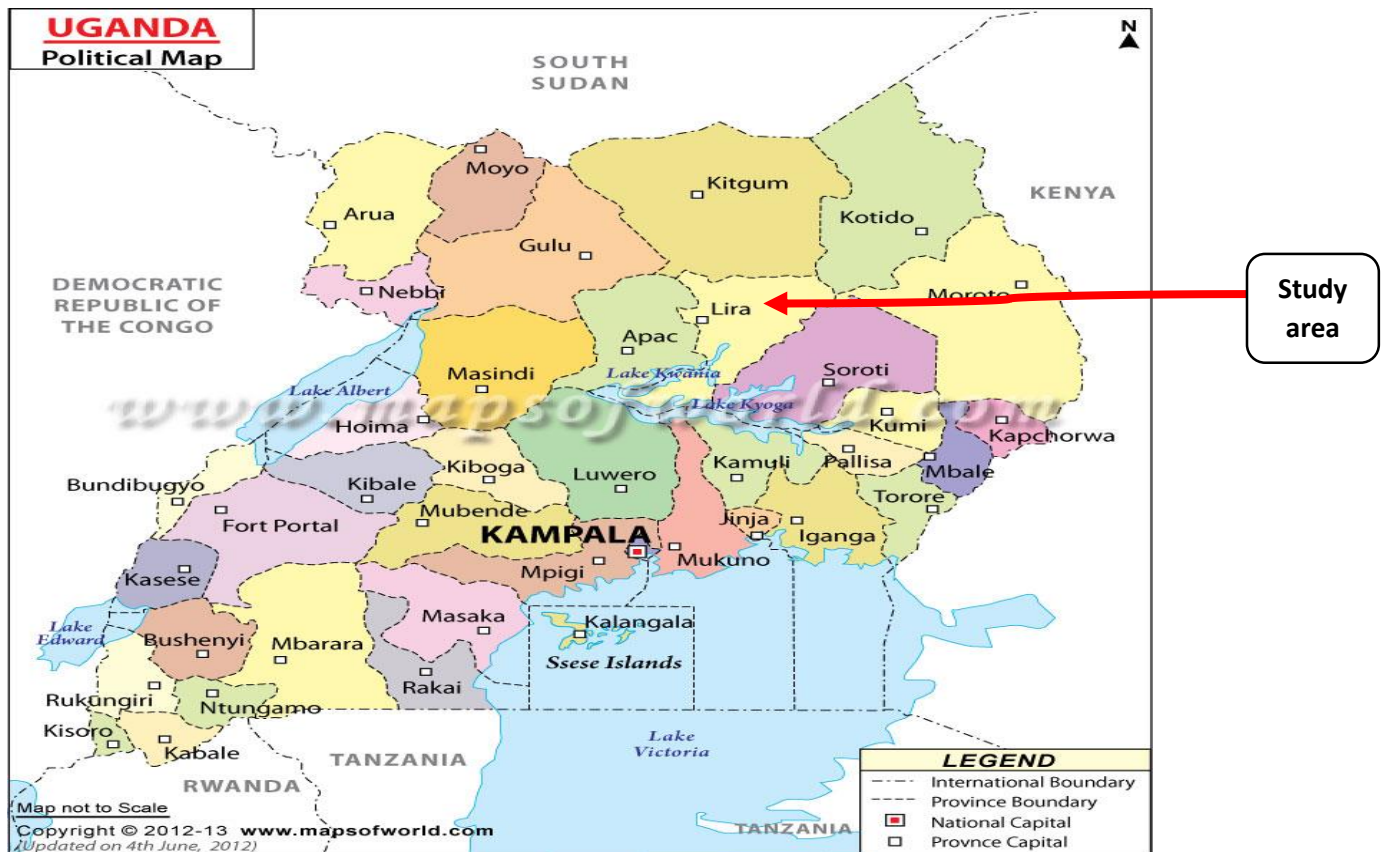 UGANDA
Political Map
N
SOUTH
SUDAN
Moyo
Kitgum
KENYA
Arua
Kotido
Gulu
DEMOCRATIC
REPUBLIC OF
THE CONGO
Nebbi
Moroto
Lira
Study
area
Apac
Masindi
Lake Kwania
Soroti
Lake Albert
Lake Kyoga
www.mapsofworld.com
Hoima
Kumi
Kapchorwa
Kiboga
Luwero
Kamuli
Pallisa
Mbale
Bundibugyo
Kibale
Torore
Fort Portal
Mubende
Jinja
KAMPALA
Iganga
Mukuno
Mpigi
Kasese
Masaka
Kalangala
Lake
Edward
Bushenyi
Mbarara
Ssese Islands
Rakai
Rukungiri
Ntungamo
Kisoro
Kabale
Lake
Victoria
TANZANIA
RWANDA
LEGEND
International Boundary
Province Boundary
National Capital
Provnce Capital
Map not to Scale
Copyright © 2012-13 www.mapsofworld.com
(Updated on 4th June, 2012)
TANZANIA